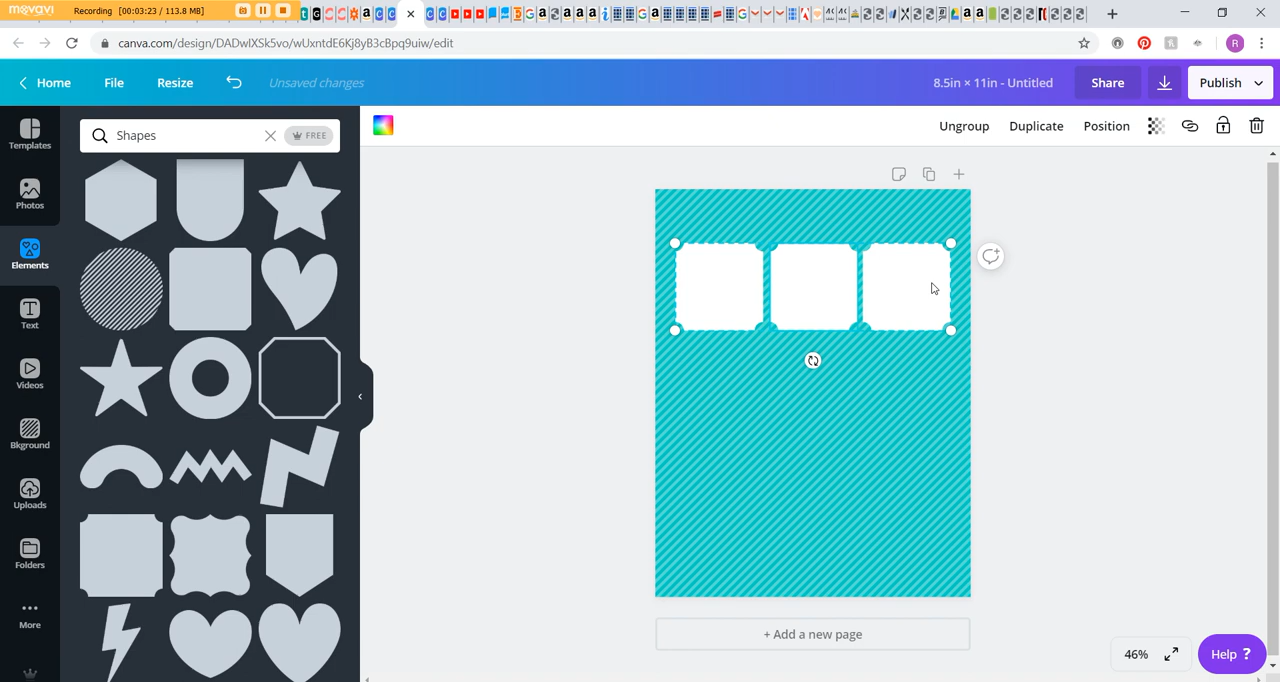 movavi
Recording [00:03:23 / 113.8 MB]
canva.com/design/DADwlXSk5vo/wUxntdE6Kj8yB3cBpq9uiw/edit
R
Home
File
Resize
Unsaved changes
8.5in × 11in - Untitled
Share
Publish
Templates
Photos
Elements
Text
Videos
Bkground
Uploads
Folders
More
Shapes
FREE
Ungroup
Duplicate
Position
+ Add a new page
46%
Help ?